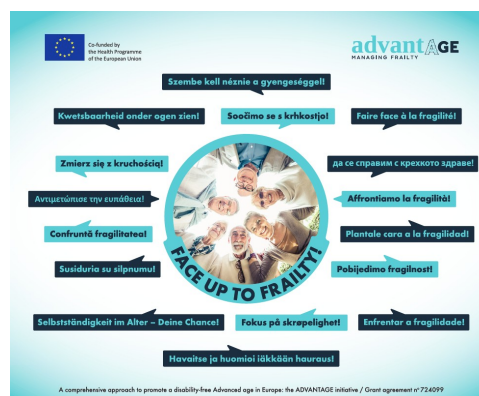 Co-funded by
the Health Programme
of the European Union
advantAGE
MANAGING FRAILTY
Szembe kell néznie a gyengeséggel!
Kwetsbaarheid onder ogen zien!
Soočimo se s krhkostjo!
Faire face à la fragilité!
Zmierz się z kruchością!
да се справим с крехкото здраве!
Αντιμετώπισε την ευπάθεια!
Affrontiamo la fragilità!
Confruntă fragilitatea!
Plantale cara a la fragilidad!
Susiduria su silpnumu!
Pobijedimo fragilnost!
FACE UP TO FRAILTY!
Selbstständigkeit im Alter – Deine Chance!
Fokus på skrøpelighet!
Enfrentar a fragilidade!
Havaitse ja huomioi iäkkään hauraus!
A comprehensive approach to promote a disability-free Advanced age in Europe: the ADVANTAGE initiative / Grant agreement nº 724099